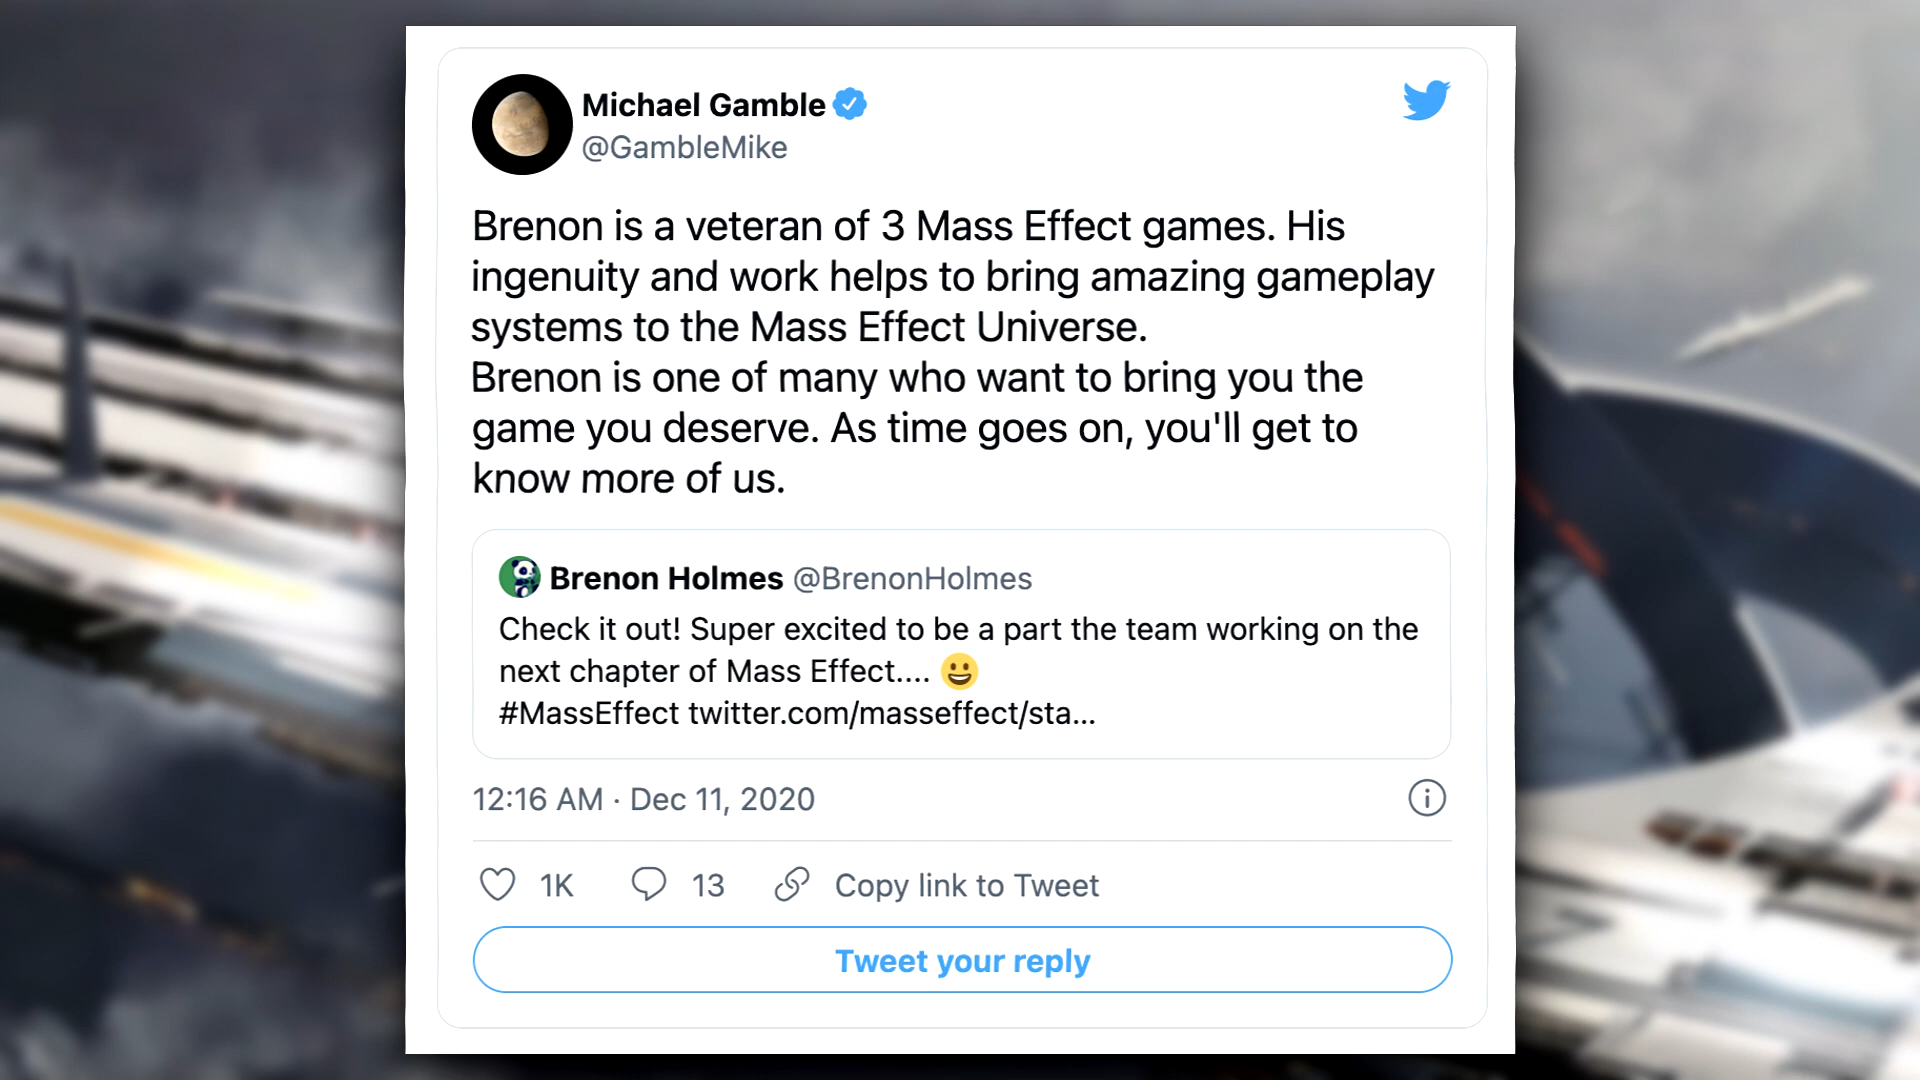 Michael Gamble
@GambleMike
Brenon is a veteran of 3 Mass Effect games. His
ingenuity and work helps to bring amazing gameplay
systems to the Mass Effect Universe.
Brenon is one of many who want to bring you the
game you deserve. As time goes on, you'll get to
know more of us.
Brenon Holmes @BrenonHolmes
Check it out! Super excited to be a part the team working on the
next chapter of Mass Effect.... 😀
#MassEffect twitter.com/masseffect/sta...
12:16 AM · Dec 11, 2020
1K 13 Copy link to Tweet
Tweet your reply